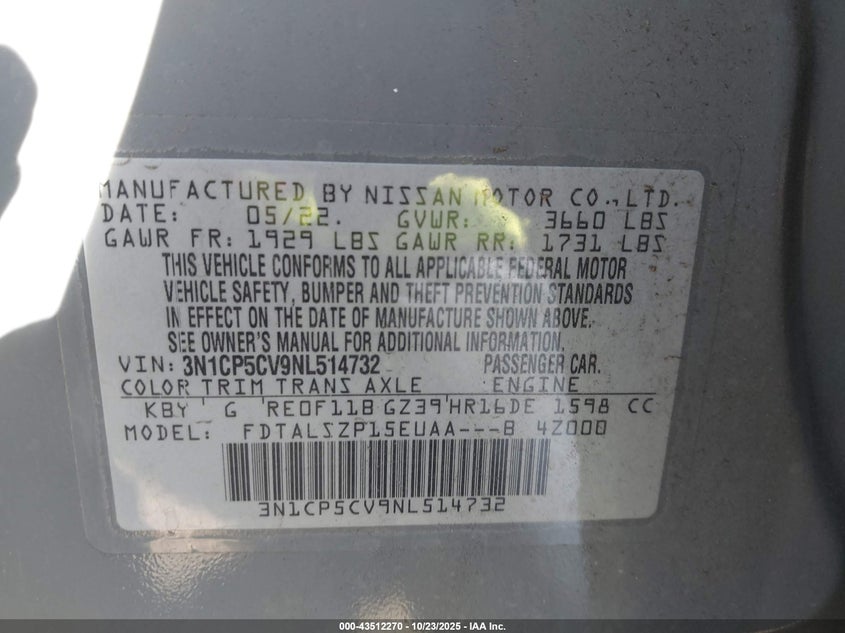 MANUFACTURED BY NISSAN MOTOR CO., LTD.
DATE: 05/22. GVWR: 3660 LBS
GAWR FR: 1929 LBS GAWR RR: 1731 LBS
THIS VEHICLE CONFORMS TO ALL APPLICABLE FEDERAL MOTOR
VEHICLE SAFETY, BUMPER AND THEFT PREVENTION STANDARDS
IN EFFECT ON THE DATE OF MANUFACTURE SHOWN ABOVE.
SEE OWNER'S MANUAL FOR ADDITIONAL INFORMATION.
VIN: 3N1CP5CV9NL514732 PASSENGER CAR.
COLOR TRIM TRANS AXLE ENGINE
KBY G RE0F11B GZ39 HR16DE 1598 CC
MODEL: FDTALSZP15EUAA---B 4Z000
3N1CP5CV9NL514732
000-43512270 - 10/23/2025 - IAA Inc.